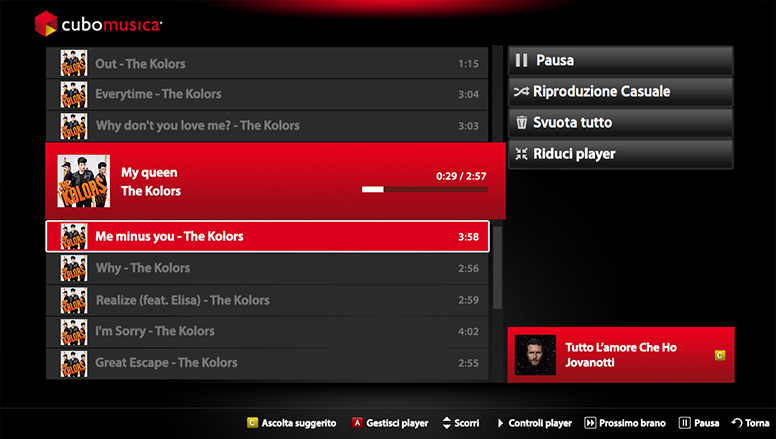 cubomusica
Out - The Kolors 1:15
Everytime - The Kolors 3:04
Why don't you love me? - The Kolors 3:03
My queen
The Kolors
0:29 / 2:57
Me minus you - The Kolors 3:58
Why - The Kolors 2:56
Realize (feat. Elisa) - The Kolors 2:59
I'm Sorry - The Kolors 4:02
Great Escape - The Kolors 2:55
Pausa
Riproduzione Casuale
Svuota tutto
Riduci player
THE KOLORS
Tutto L'amore Che Ho
Jovanotti
C
C Ascolta suggerito A Gestisci player Scorri Controlli player Prossimo brano Pausa Torna